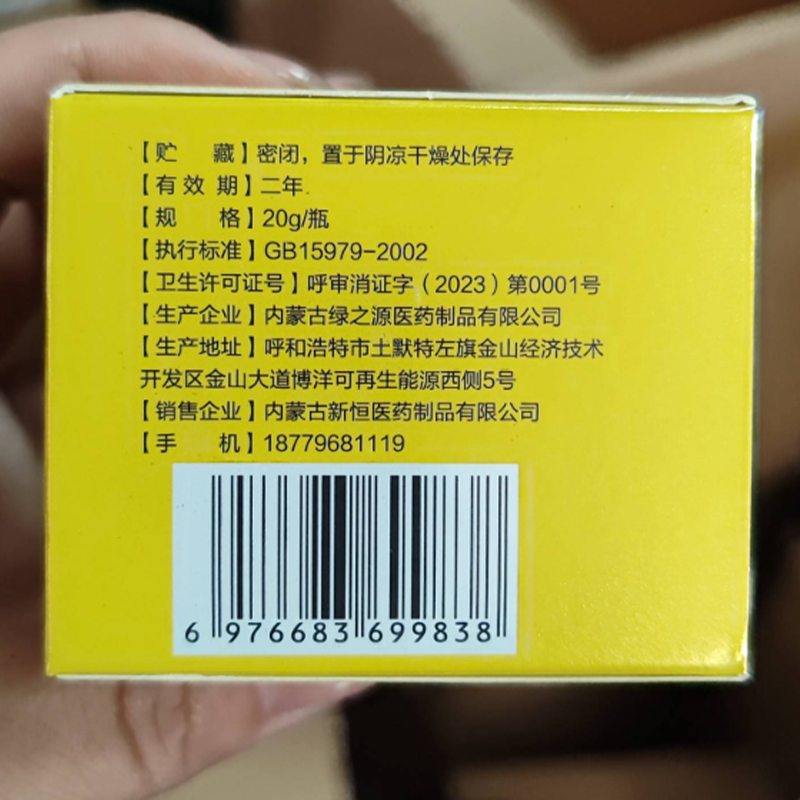 【贮 藏】密闭，置于阴凉干燥处保存
【有效期】二年
【规 格】20g/瓶
【执行标准】GB15979-2002
【卫生许可证号】呼审消证字（2023）第0001号
【生产企业】内蒙古绿之源医药制品有限公司
【生产地址】呼和浩特市土默特左旗金山经济技术
开发区金山大道博洋可再生能源西侧5号
【销售企业】内蒙古新恒医药制品有限公司
【手 机】18779681119
6 976683 699838